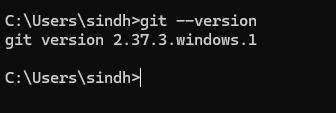 C:\Users\sindh>git --version
git version 2.37.3.windows.1
C:\Users\sindh>